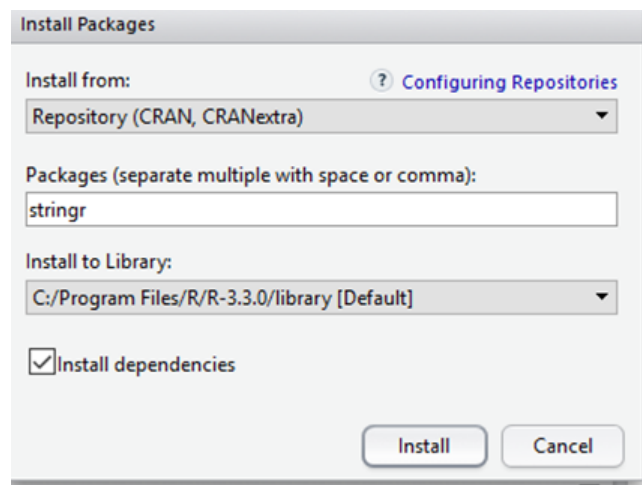 Install Packages
Install from:
? Configuring Repositories
Repository (CRAN, CRANextra)
Packages (separate multiple with space or comma):
stringr
Install to Library:
C:/Program Files/R/R-3.3.0/library [Default]
Install dependencies
Install
Cancel